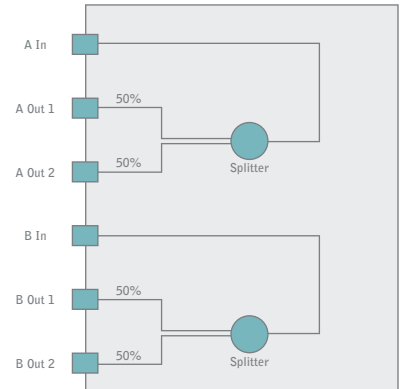 A In
50%
A Out 1
50%
A Out 2
Splitter
B In
50%
B Out 1
50%
B Out 2
Splitter